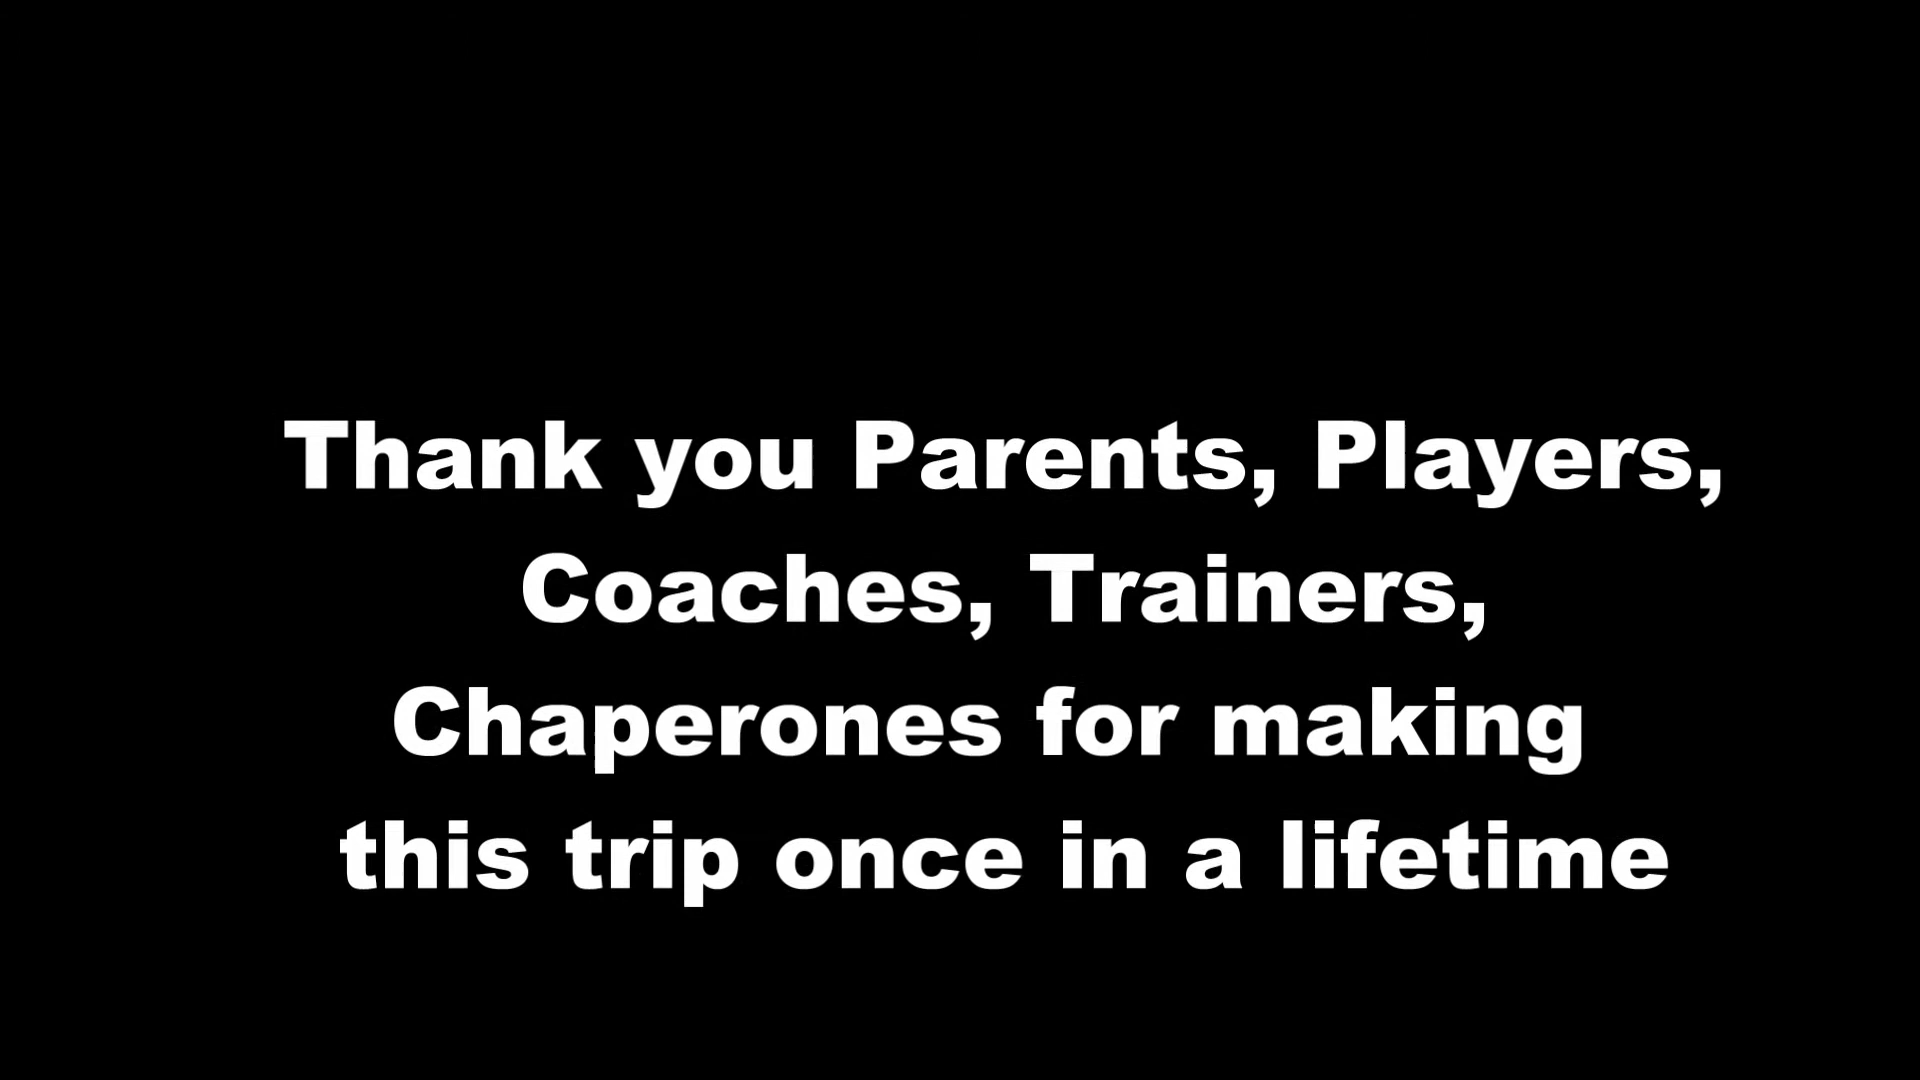 Thank you Parents, Players,
Coaches, Trainers,
Chaperones for making
this trip once in a lifetime